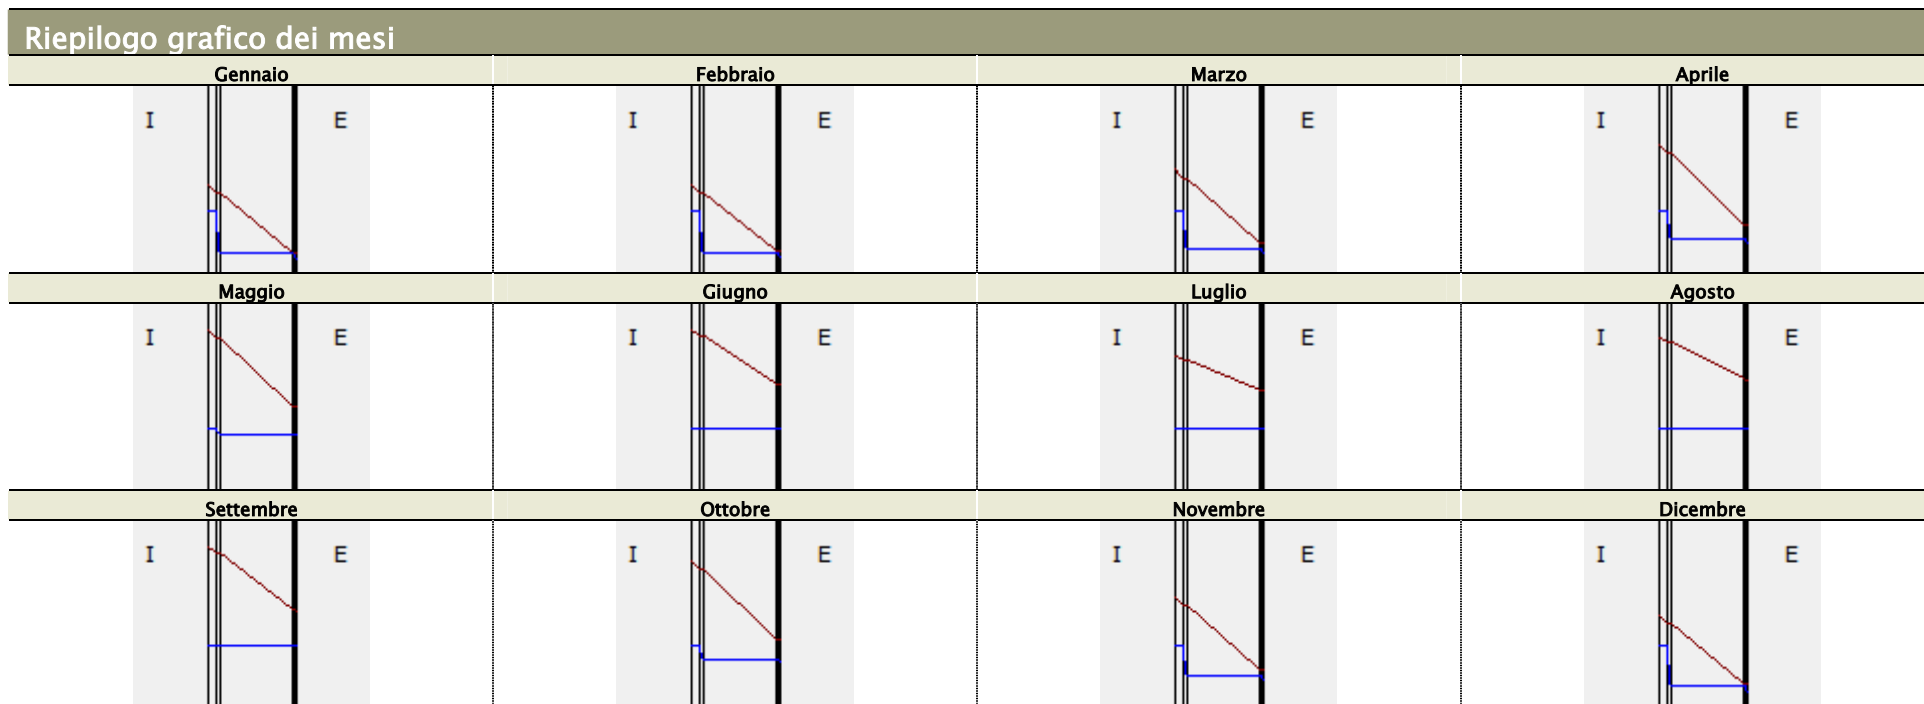 Riepilogo grafico dei mesi
Gennaio Febbraio Marzo Aprile
I E I E I E I E
Maggio Giugno Luglio Agosto
I E I E I E I E
Settembre Ottobre Novembre Dicembre
I E I E I E I E